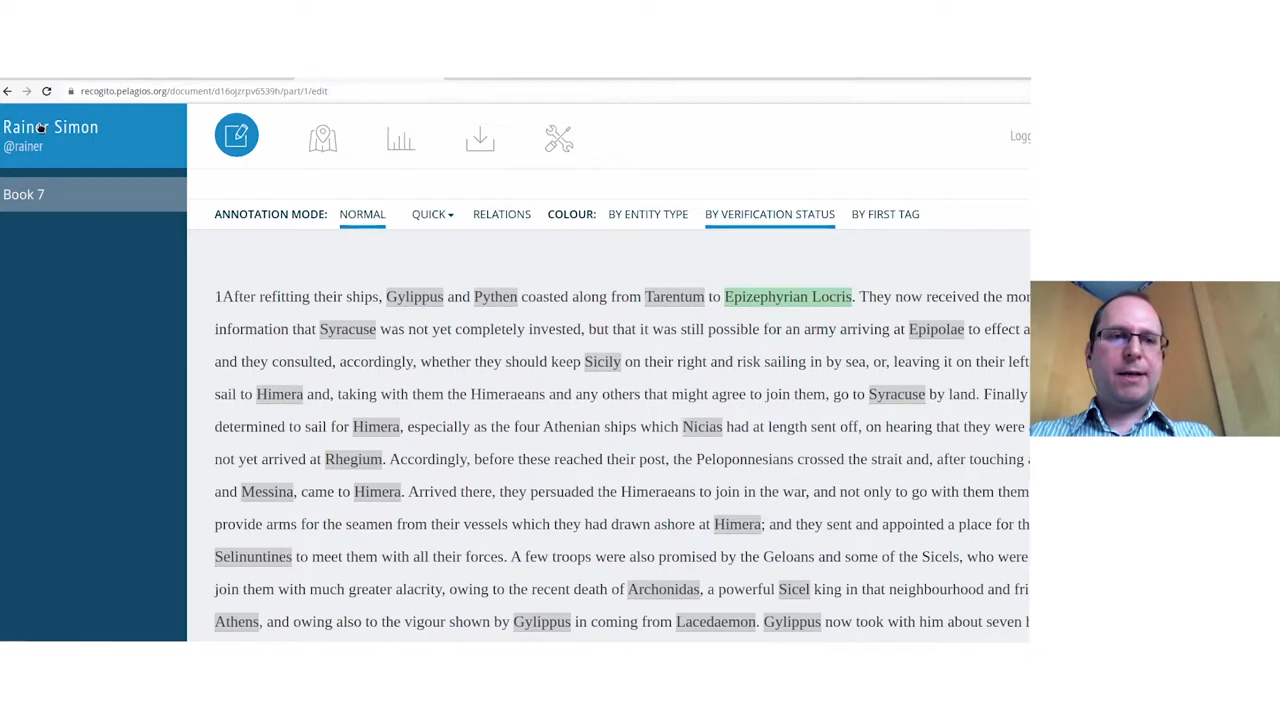 recogito.pelagios.org/document/d16ojzrpv6539h/part/1/edit
Rainer Simon
@rainer
Logg
Book 7
ANNOTATION MODE: NORMAL QUICK RELATIONS COLOUR: BY ENTITY TYPE BY VERIFICATION STATUS BY FIRST TAG
1After refitting their ships, Gylippus and Pythen coasted along from Tarentum to Epizephyrian Locris. They now received the mor
information that Syracuse was not yet completely invested, but that it was still possible for an army arriving at Epipolae to effect a
and they consulted, accordingly, whether they should keep Sicily on their right and risk sailing in by sea, or, leaving it on their left
sail to Himera and, taking with them the Himeraeans and any others that might agree to join them, go to Syracuse by land. Finally
determined to sail for Himera, especially as the four Athenian ships which Nicias had at length sent off, on hearing that they were
not yet arrived at Rhegium. Accordingly, before these reached their post, the Peloponnesians crossed the strait and, after touching
and Messina, came to Himera. Arrived there, they persuaded the Himeraeans to join in the war, and not only to go with them them
provide arms for the seamen from their vessels which they had drawn ashore at Himera; and they sent and appointed a place for th
Selinuntines to meet them with all their forces. A few troops were also promised by the Geloans and some of the Sicels, who were
join them with much greater alacrity, owing to the recent death of Archonidas, a powerful Sicel king in that neighbourhood and fri
Athens, and owing also to the vigour shown by Gylippus in coming from Lacedaemon. Gylippus now took with him about seven